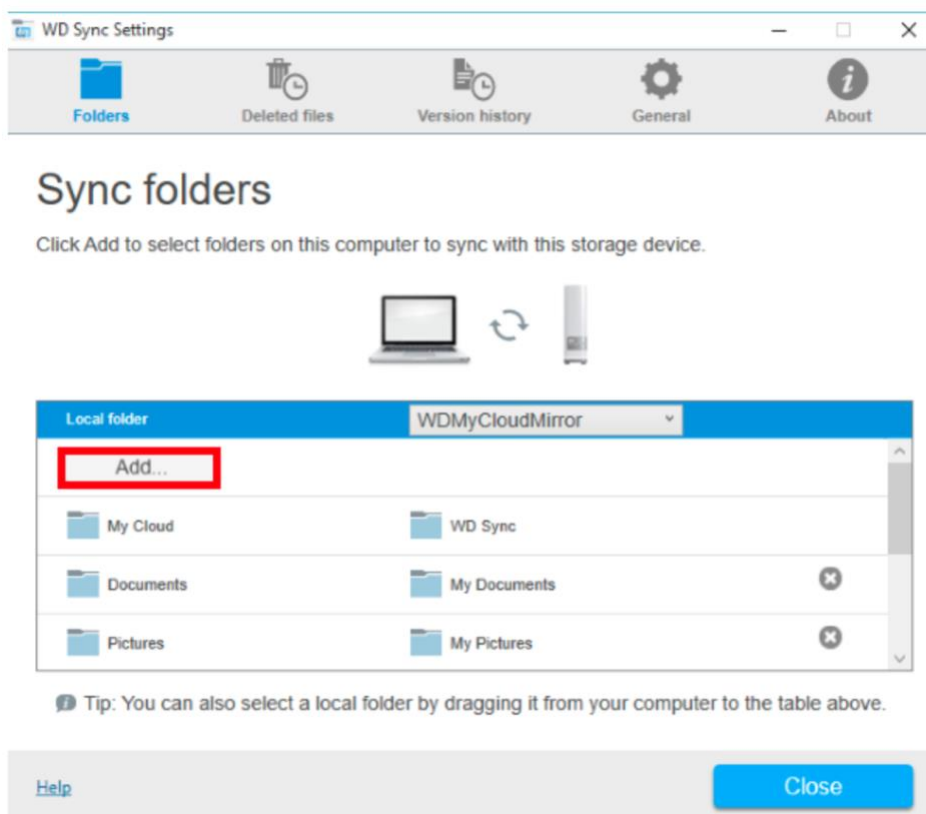 WD Sync Settings
Folders Deleted files Version history General About
Sync folders
Click Add to select folders on this computer to sync with this storage device.
Local folder WDMyCloudMirror
Add...
My Cloud WD Sync
Documents My Documents
Pictures My Pictures
Tip: You can also select a local folder by dragging it from your computer to the table above.
Help Close